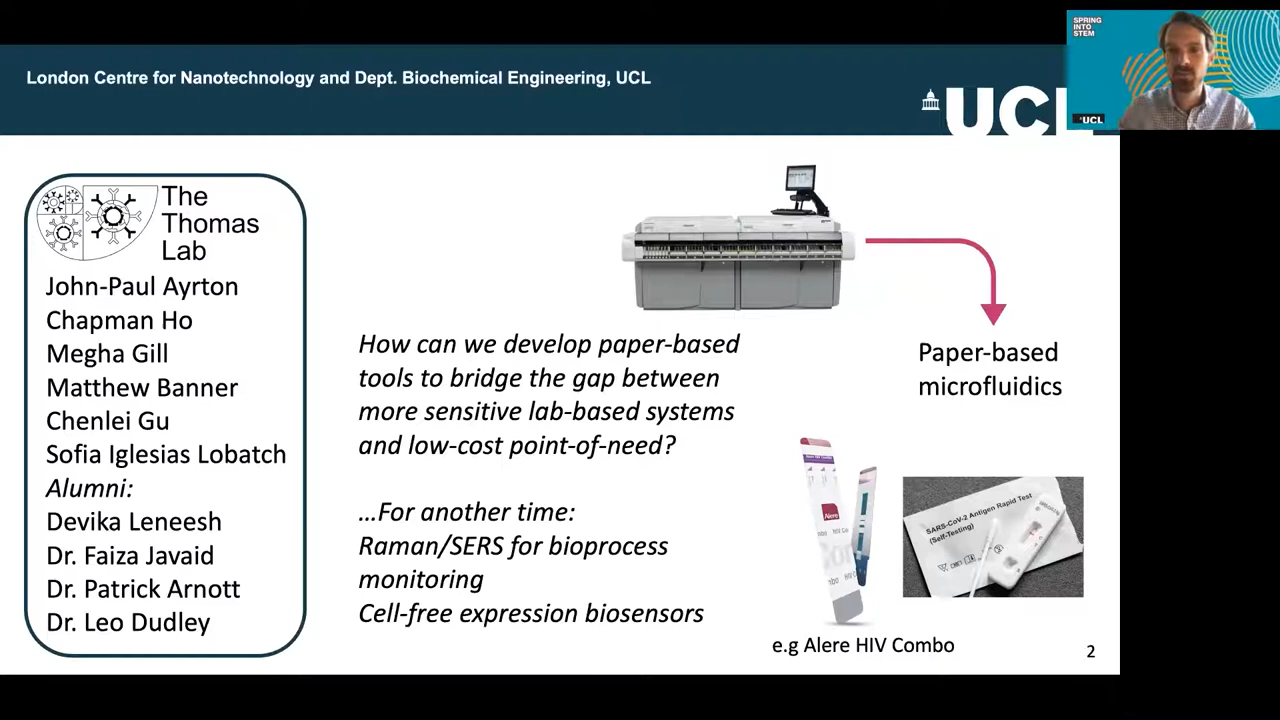 London Centre for Nanotechnology and Dept. Biochemical Engineering, UCL
UCL
SPRING
INTO
STEM
UCL
The
Thomas
Lab
John-Paul Ayrton
Chapman Ho
Megha Gill
Matthew Banner
Chenlei Gu
Sofia Iglesias Lobatch
Alumni:
Devika Leneesh
Dr. Faiza Javaid
Dr. Patrick Arnott
Dr. Leo Dudley
How can we develop paper-based
tools to bridge the gap between
more sensitive lab-based systems
and low-cost point-of-need?
…For another time:
Raman/SERS for bioprocess
monitoring
Cell-free expression biosensors
Paper-based
microfluidics
Alere
SARS-CoV-2 Antigen Rapid Test
(Self-Testing)
e.g Alere HIV Combo
2